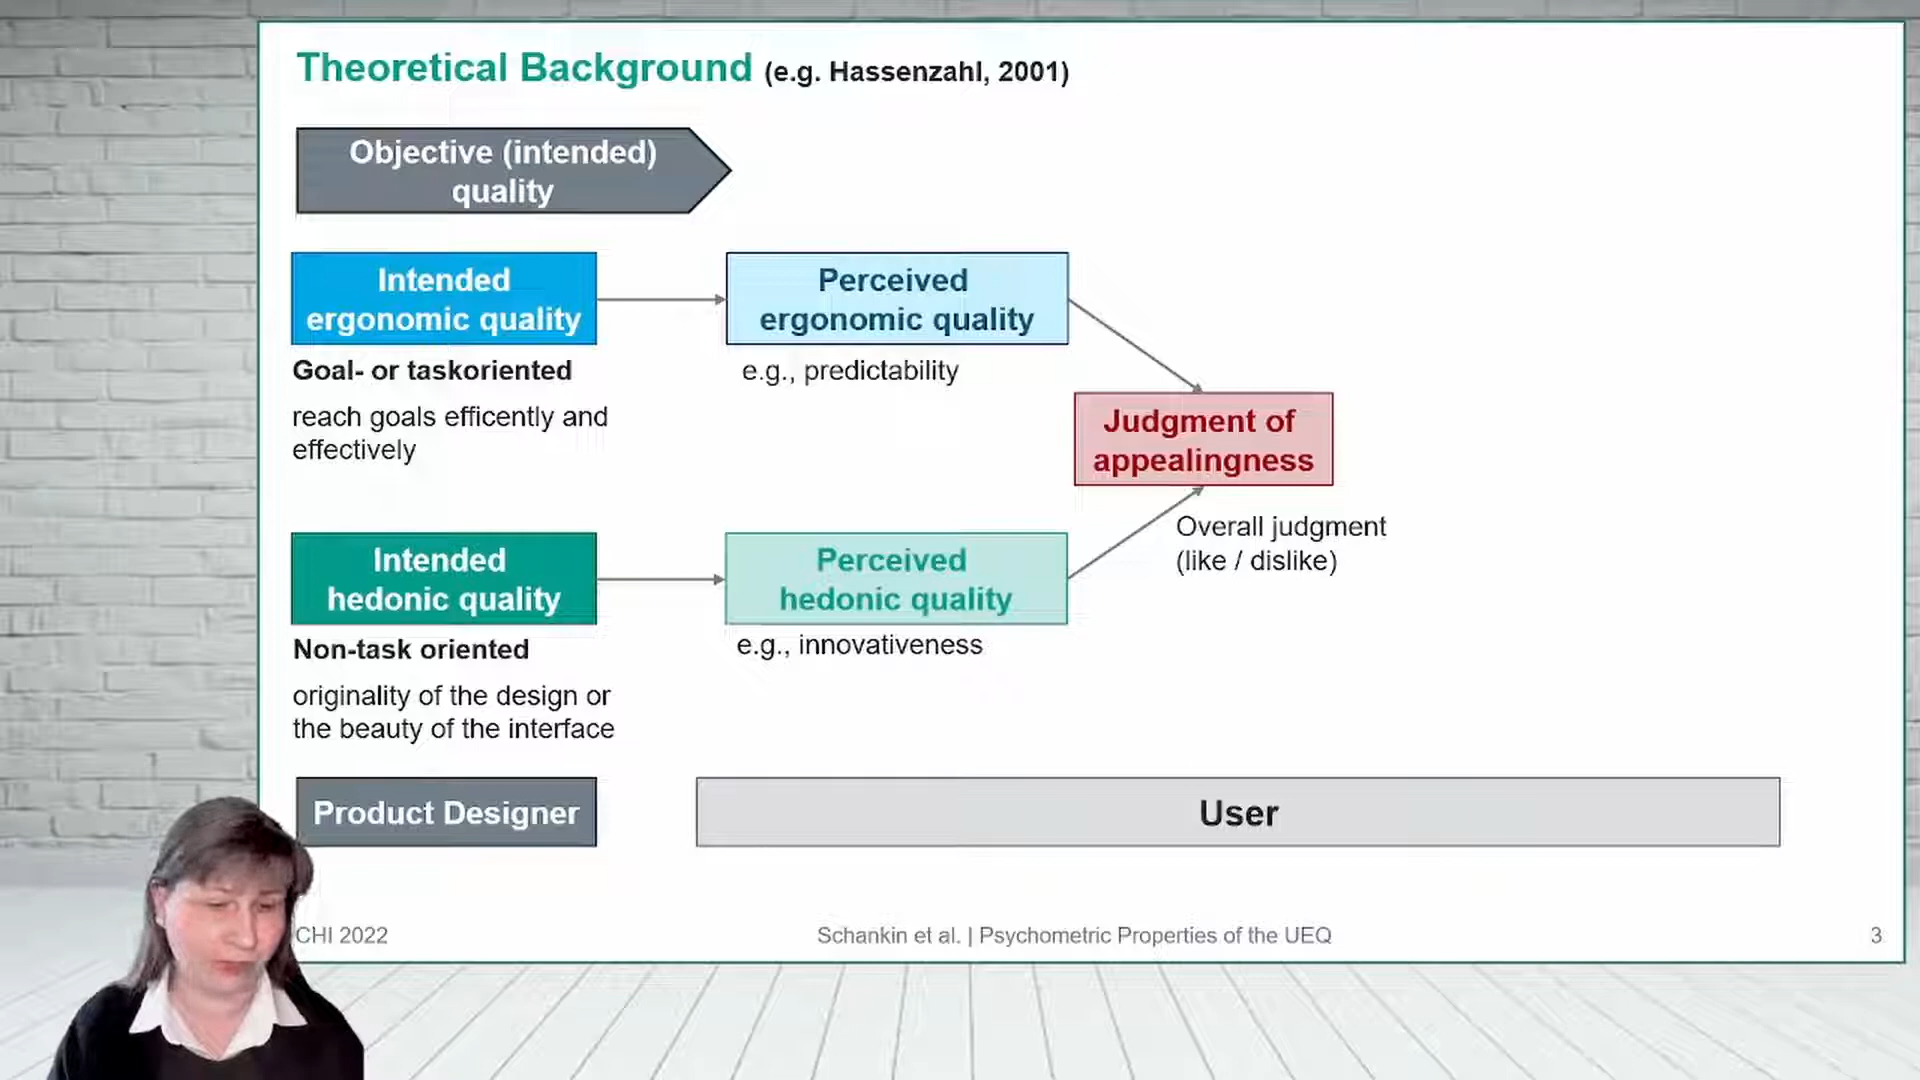 Theoretical Background (e.g. Hassenzahl, 2001)
Objective (intended)
quality
Intended
ergonomic quality
Perceived
ergonomic quality
Goal- or taskoriented
e.g., predictability
reach goals efficently and
effectively
Judgment of
appealingness
Overall judgment
(like / dislike)
Intended
hedonic quality
Perceived
hedonic quality
Non-task oriented
e.g., innovativeness
originality of the design or
the beauty of the interface
Product Designer
User
CHI 2022
Schankin et al. | Psychometric Properties of the UEQ
3